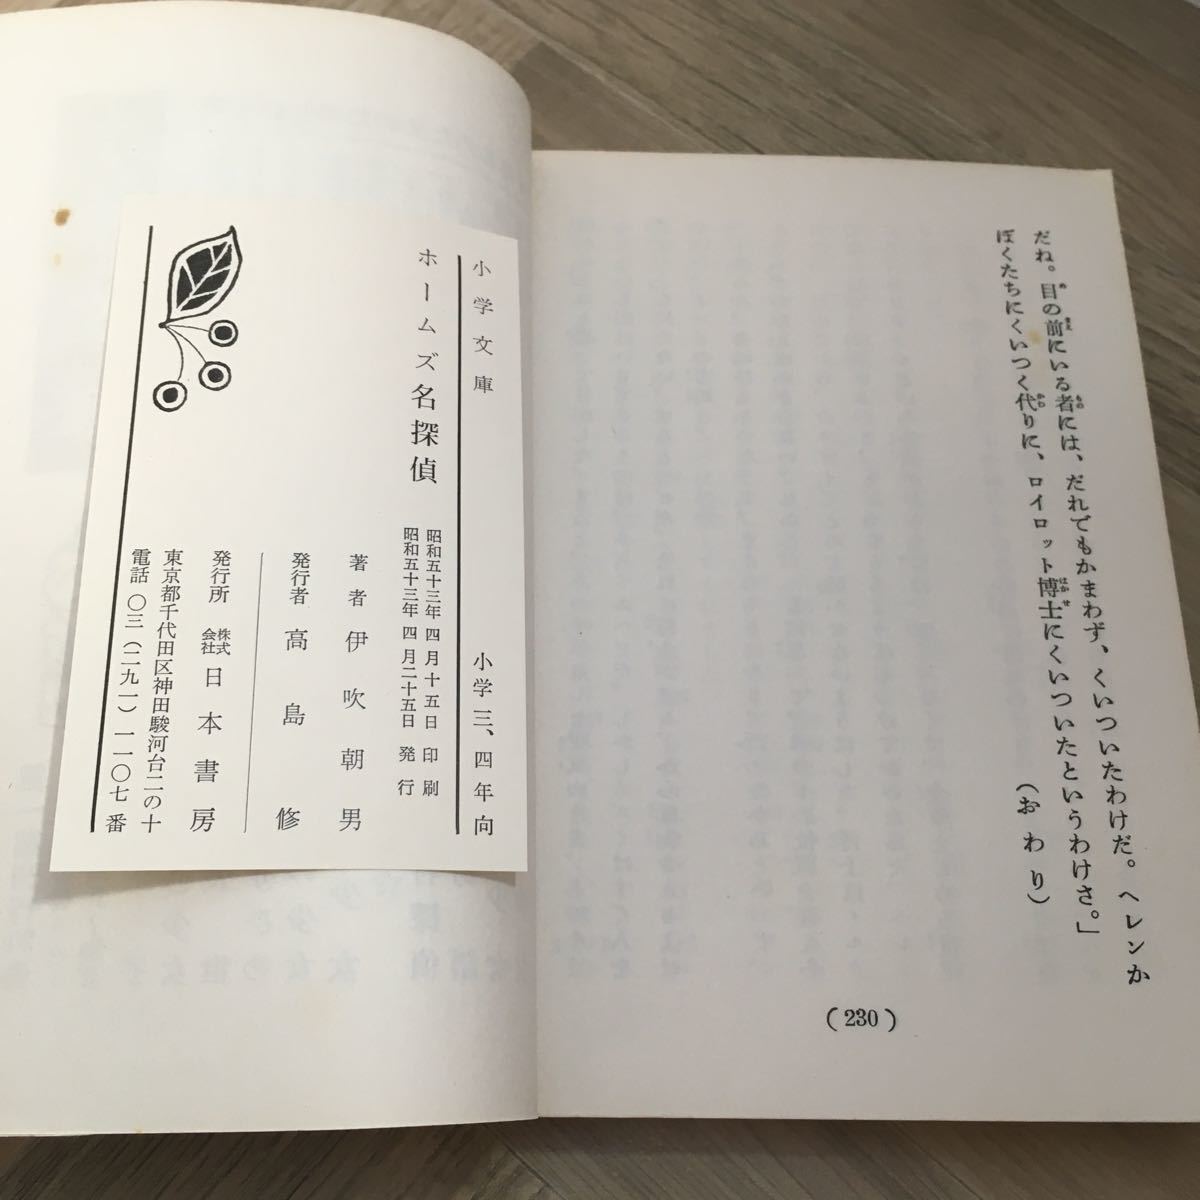 だね。目の前にいる者には、だれでもかまわず、くいついたわけだ。ヘレンか
ぼくたちにくいつく代りに、ロイロット博士にくいついたというわけさ。」
(おわり)
(230)
小学文庫 小学三、四年向
ホームズ名探偵
昭和五十三年四月十五日 印刷
昭和五十三年四月二十五日 発行
著者 伊吹朝男
発行者 高島修
発行所 株式会社 日本書房
東京都千代田区神田駿河台二の十
電話 〇三(二九一)一一〇七番